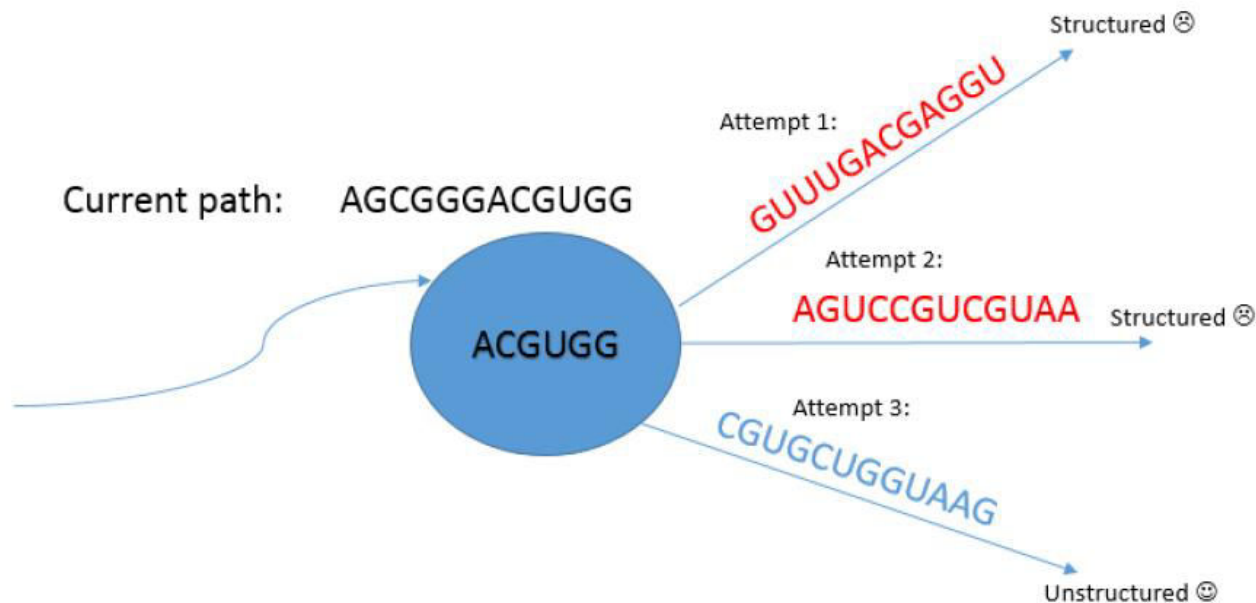 Structured ☹
Attempt 1:
GUUUGACGAGGU
Current path: AGCGGGACGUGG
Attempt 2:
AGUCCGUCGUAA
Structured ☹
ACGUGG
Attempt 3:
CGUGCUGGUAAG
Unstructured ☺